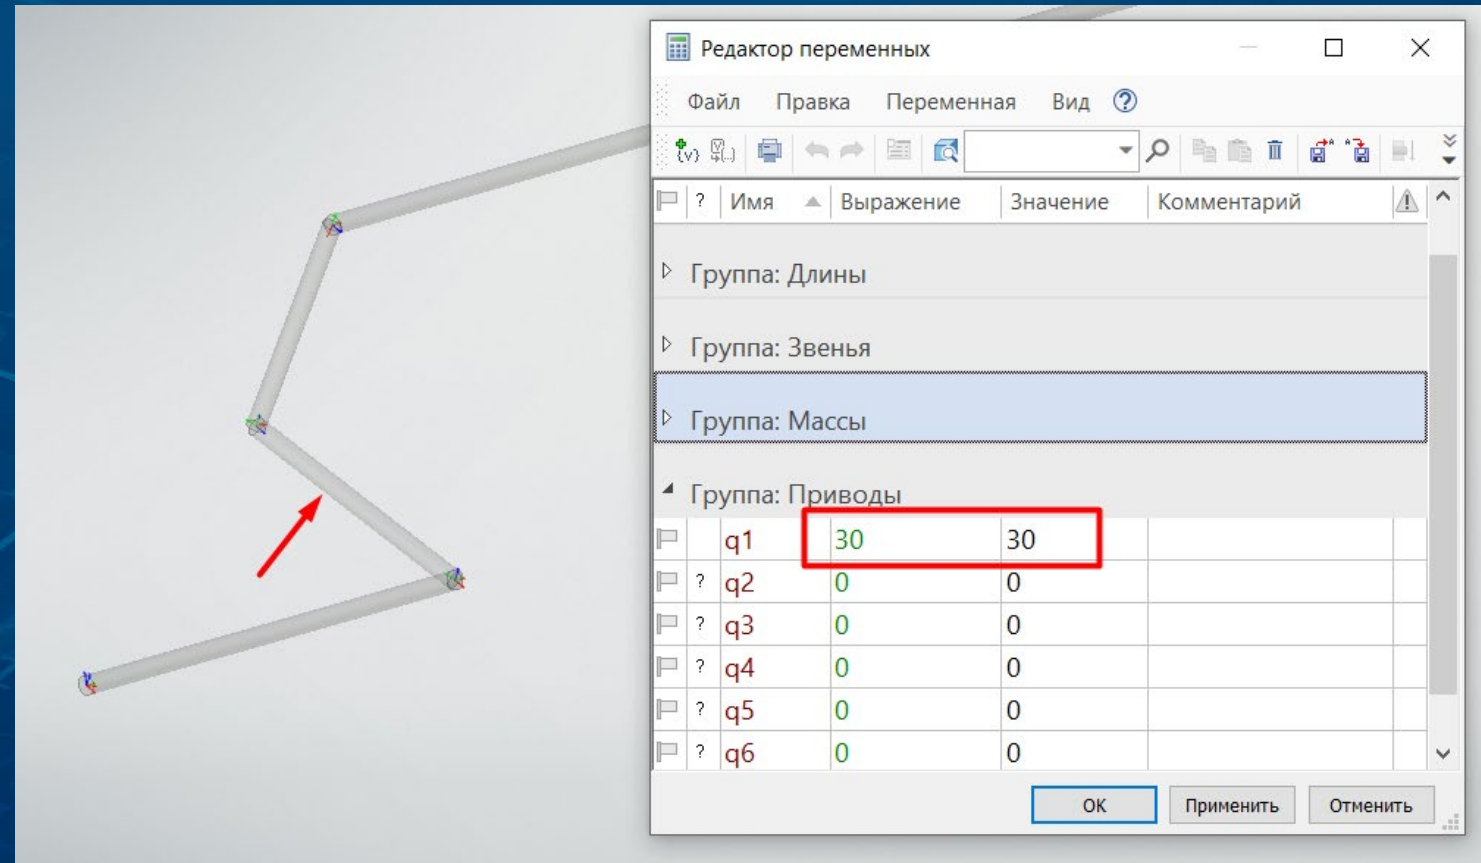 Редактор переменных
Файл Правка Переменная Вид ?
? Имя Выражение Значение Комментарий
Группа: Длины
Группа: Звенья
Группа: Массы
Группа: Приводы
q1 30 30
? q2 0 0
? q3 0 0
? q4 0 0
? q5 0 0
? q6 0 0
ОК Применить Отменить